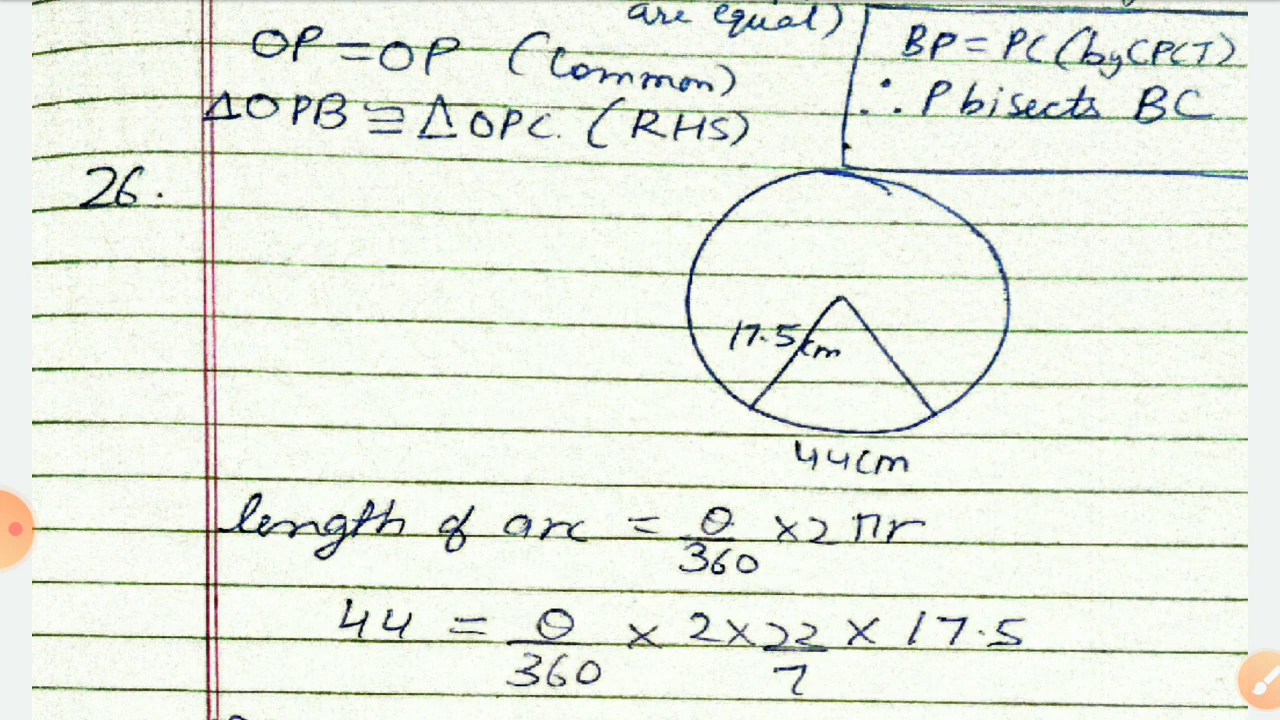 are equal)
OP = OP (Common)
ΔOPB ≅ ΔOPC. (RHS)
BP = PC (by CPCT)
∴ P bisects BC
26.
17.5cm
44cm
length of arc = θ/360 × 2πr
44 = θ/360 × 2 × 22/7 × 17.5